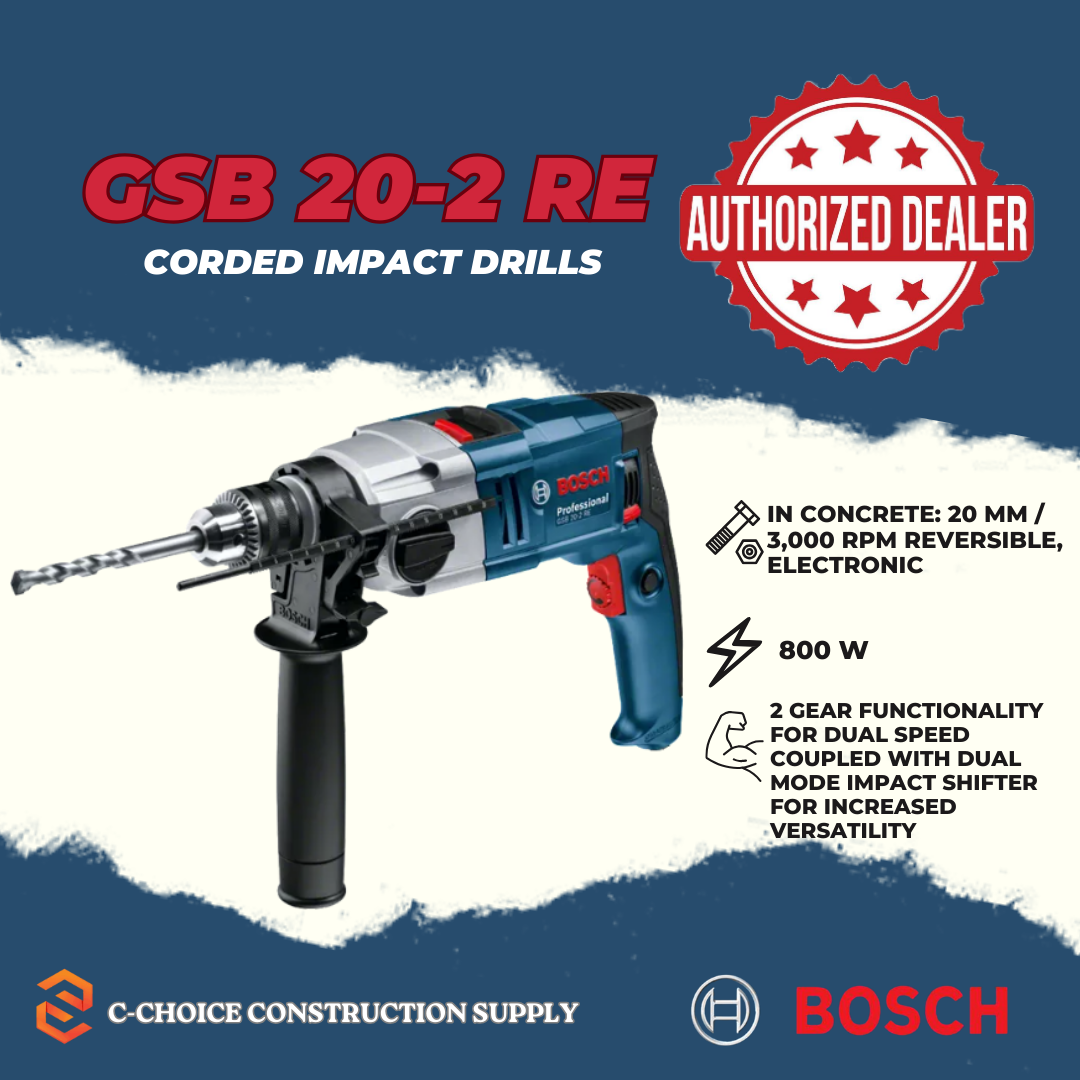 GSB 20-2 RE
CORDED IMPACT DRILLS
AUTHORIZED DEALER
BOSCH
Professional
GSB 20-2 RE
BOSCH
IN CONCRETE: 20 MM /
3,000 RPM REVERSIBLE,
ELECTRONIC
800 W
2 GEAR FUNCTIONALITY
FOR DUAL SPEED
COUPLED WITH DUAL
MODE IMPACT SHIFTER
FOR INCREASED
VERSATILITY
C-CHOICE CONSTRUCTION SUPPLY
BOSCH